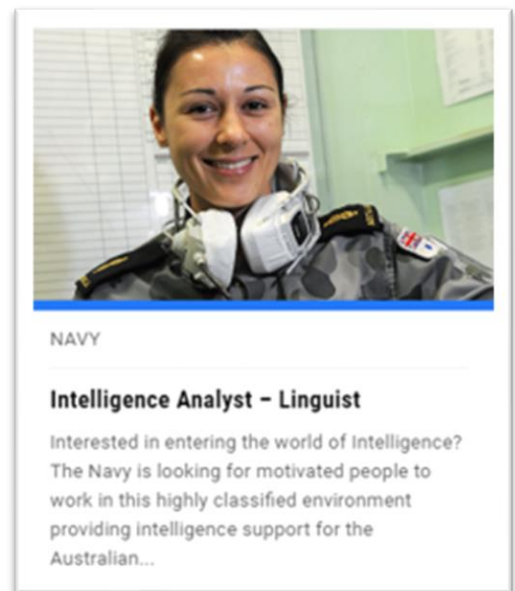 NAVY
Intelligence Analyst – Linguist
Interested in entering the world of Intelligence?
The Navy is looking for motivated people to
work in this highly classified environment
providing intelligence support for the
Australian...